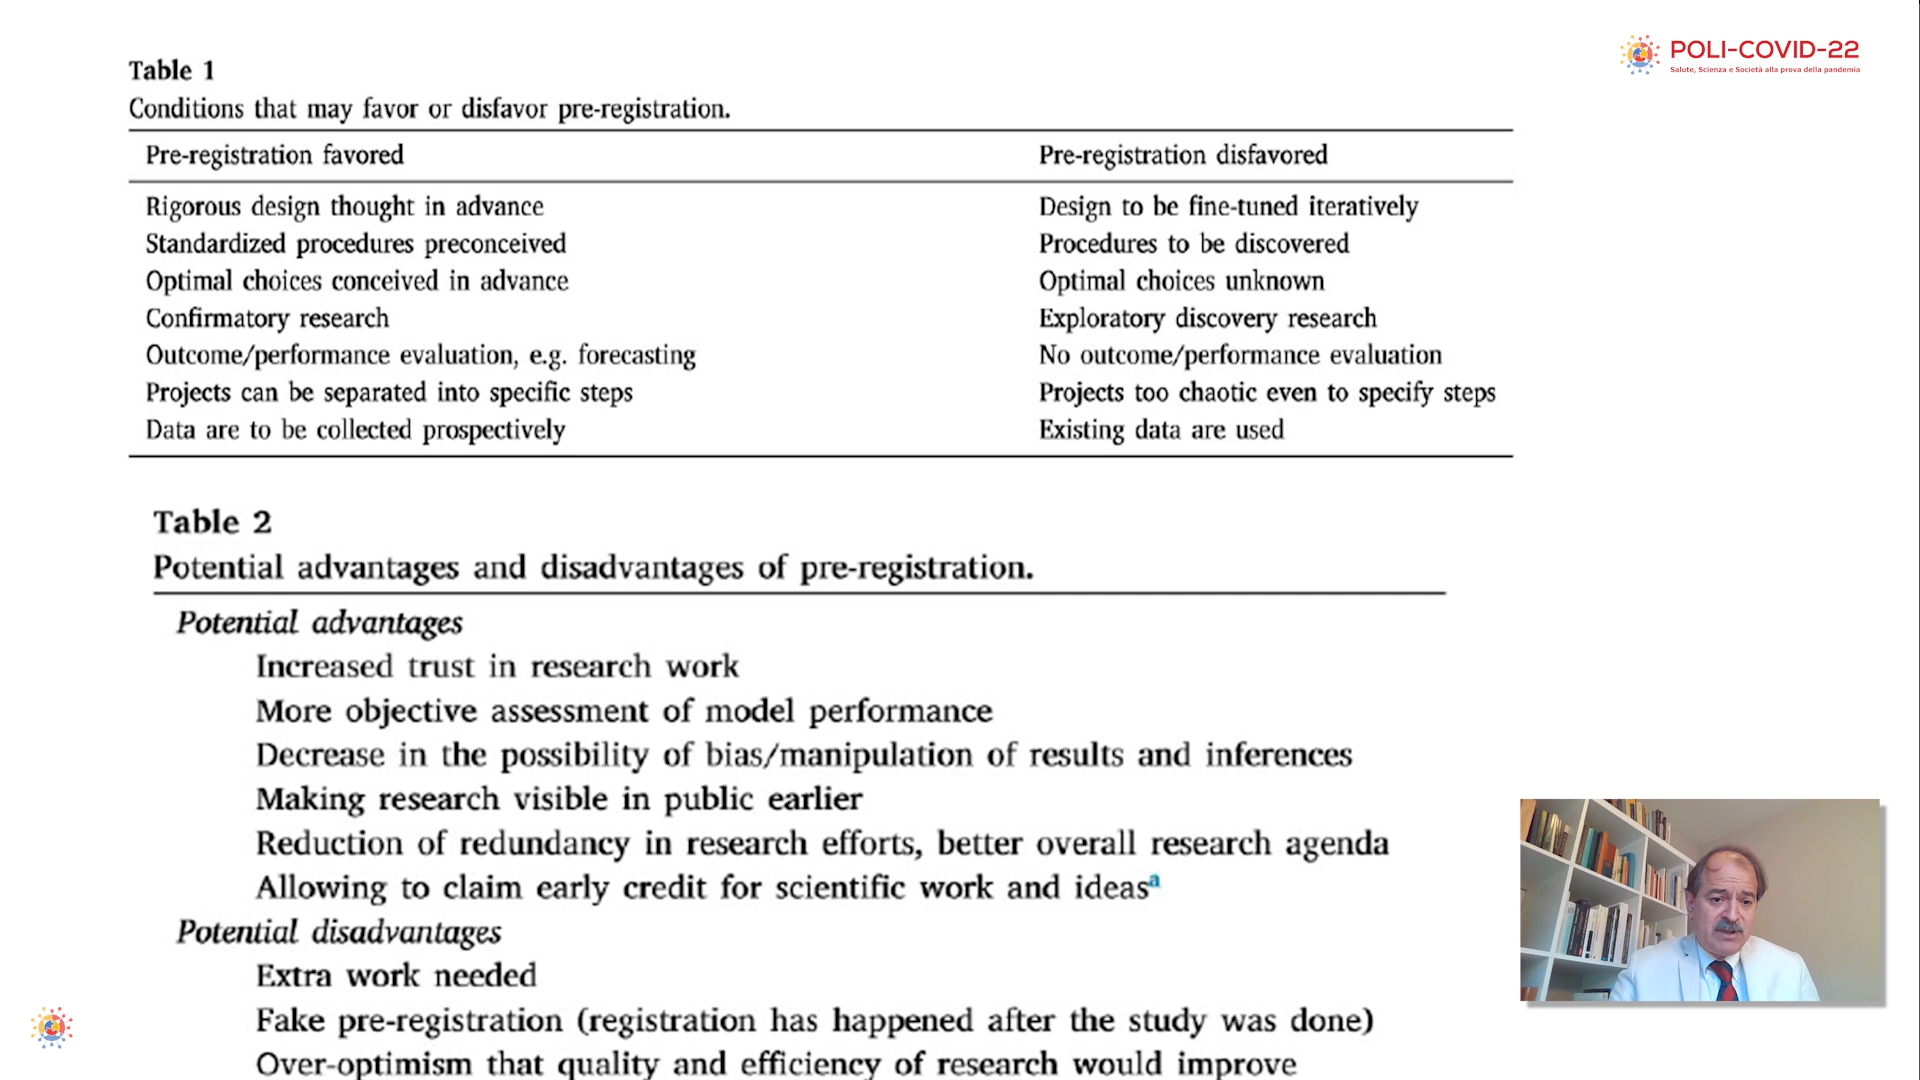 POLI-COVID-22
Salute, Scienza e Società alla prova della pandemia
Table 1
Conditions that may favor or disfavor pre-registration.
Pre-registration favored Pre-registration disfavored
Rigorous design thought in advance Design to be fine-tuned iteratively
Standardized procedures preconceived Procedures to be discovered
Optimal choices conceived in advance Optimal choices unknown
Confirmatory research Exploratory discovery research
Outcome/performance evaluation, e.g. forecasting No outcome/performance evaluation
Projects can be separated into specific steps Projects too chaotic even to specify steps
Data are to be collected prospectively Existing data are used
Table 2
Potential advantages and disadvantages of pre-registration.
Potential advantages
Increased trust in research work
More objective assessment of model performance
Decrease in the possibility of bias/manipulation of results and inferences
Making research visible in public earlier
Reduction of redundancy in research efforts, better overall research agenda
Allowing to claim early credit for scientific work and ideasa
Potential disadvantages
Extra work needed
Fake pre-registration (registration has happened after the study was done)
Over-optimism that quality and efficiency of research would improve